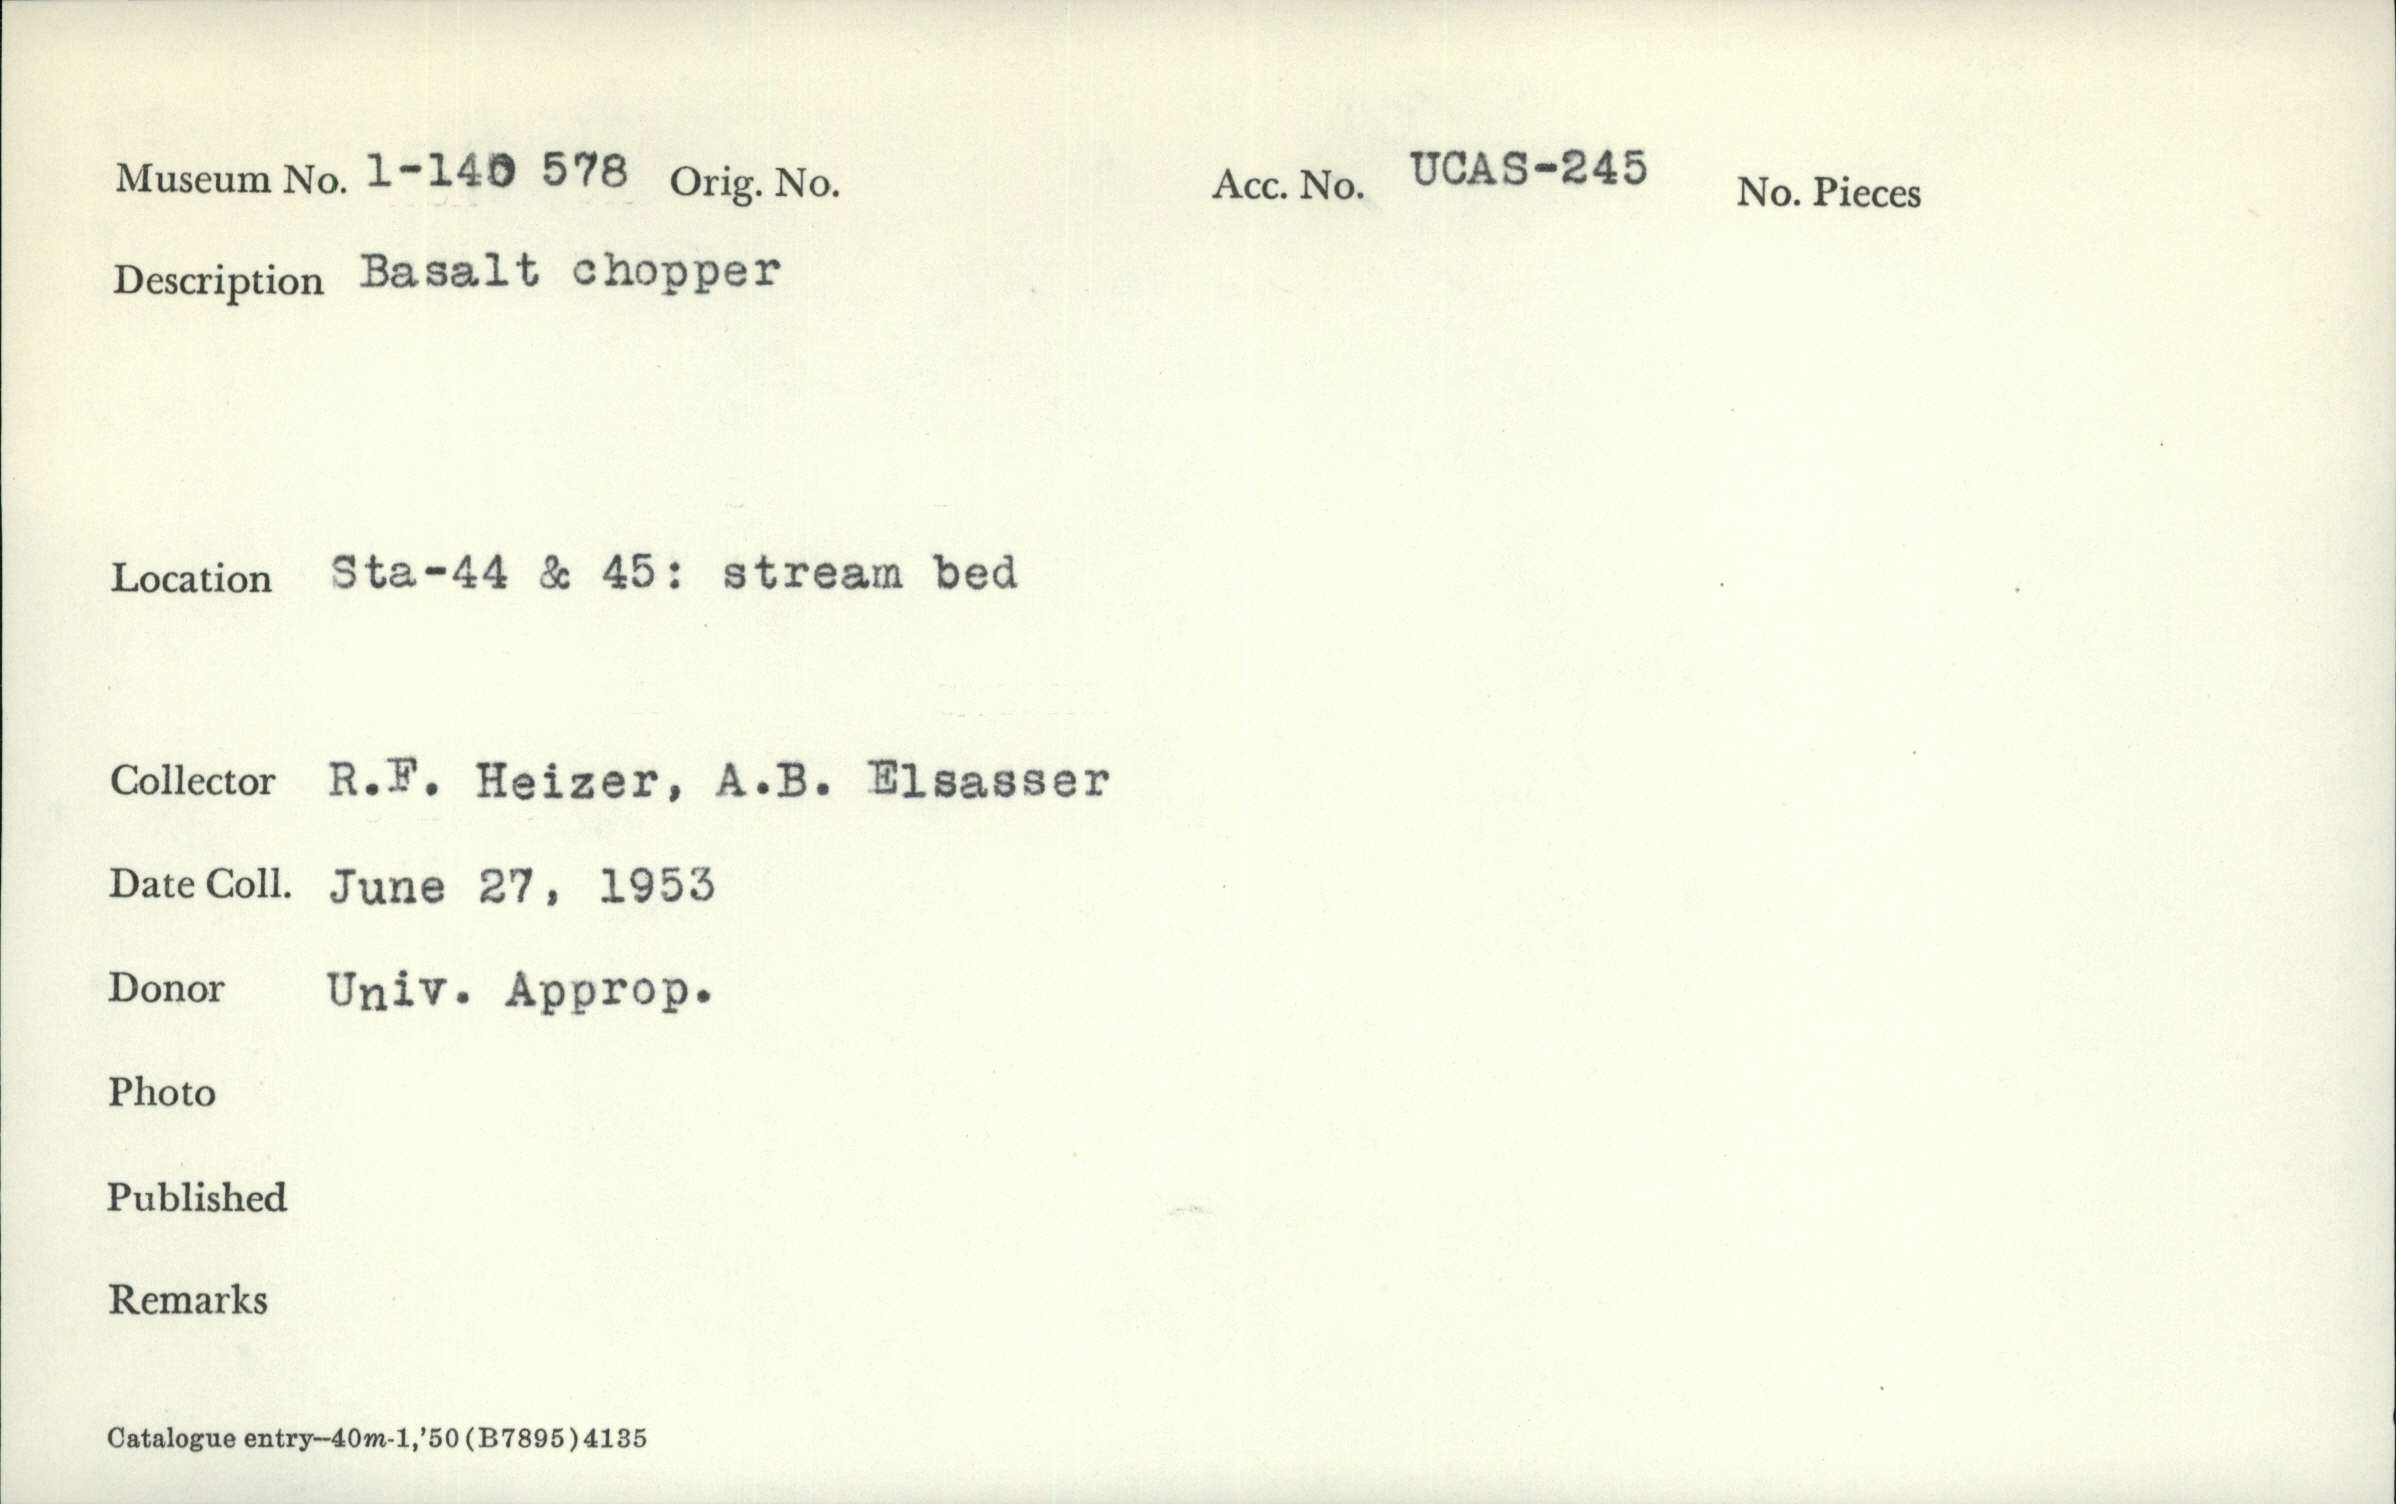 Museum No. 1-140 578 Orig. No. Acc. No. UCAS-245 No. Pieces
Description Basalt chopper
Location Sta-44 & 45: stream bed
Collector R.F. Heizer, A.B. Elsasser
Date Coll. June 27, 1953
Donor Univ. Approp.
Photo
Published
Remarks
Catalogue entry—40m-1,'50(B7895)4135